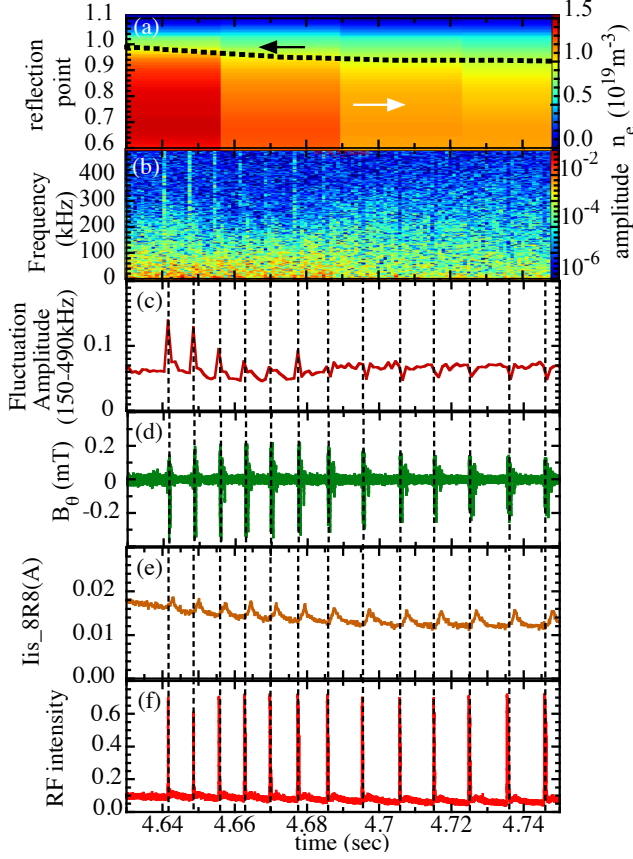 (a)
reflection
point
1.1
1.0
0.9
0.8
0.7
0.6
1.5
1.0
0.5
0.0
n_e (10^19 m^-3)
(b)
Frequency
(kHz)
400
300
200
100
0
10^-2
10^-4
10^-6
amplitude
(c)
Fluctuation
Amplitude
(150-490kHz)
0.1
0
(d)
B_θ (mT)
0.2
0
-0.2
(e)
Iis_8R8(A)
0.02
0.01
0.00
(f)
RF intensity
0.6
0.4
0.2
0.0
4.64
4.66
4.68
4.7
4.72
4.74
time (sec)